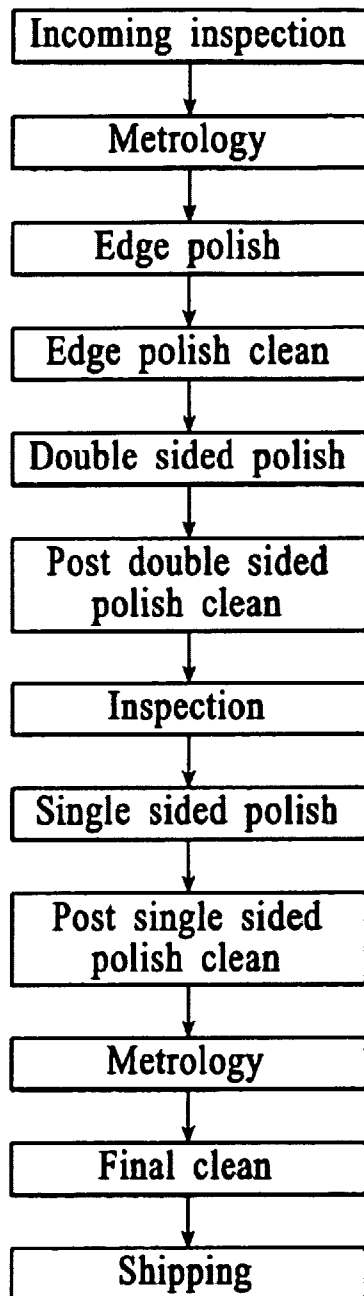 Incoming inspection
Metrology
Edge polish
Edge polish clean
Double sided polish
Post double sided
polish clean
Inspection
Single sided polish
Post single sided
polish clean
Metrology
Final clean
Shipping